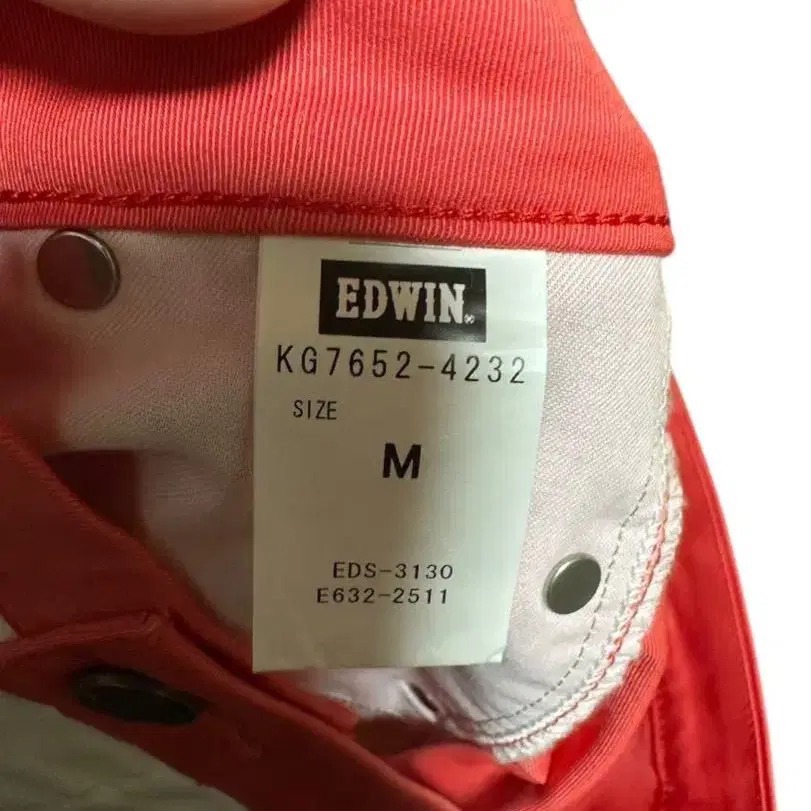 EDWIN.
KG7652-4232
SIZE
M
EDS-3130
E632-2511